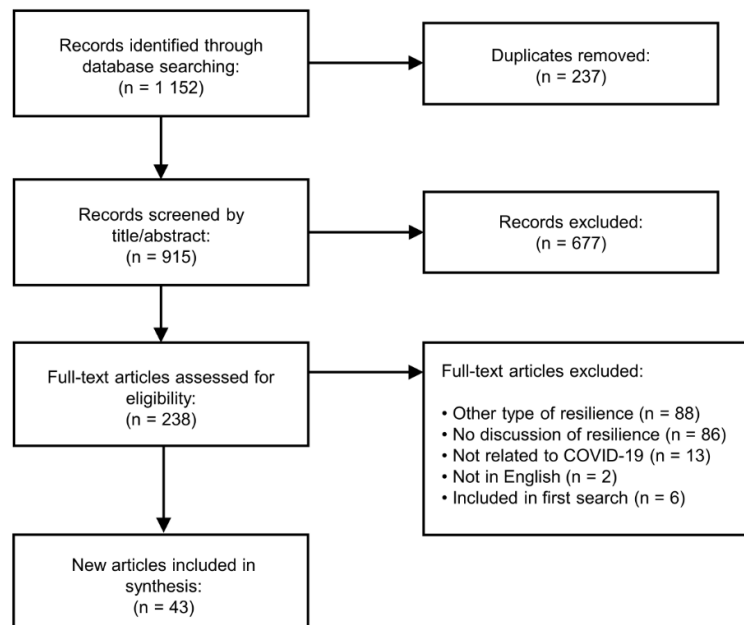 Records identified through
database searching:
(n = 1 152)
Duplicates removed:
(n = 237)
Records screened by
title/abstract:
(n = 915)
Records excluded:
(n = 677)
Full-text articles assessed for
eligibility:
(n = 238)
Full-text articles excluded:
• Other type of resilience (n = 88)
• No discussion of resilience (n = 86)
• Not related to COVID-19 (n = 13)
• Not in English (n = 2)
• Included in first search (n = 6)
New articles included in
synthesis:
(n = 43)